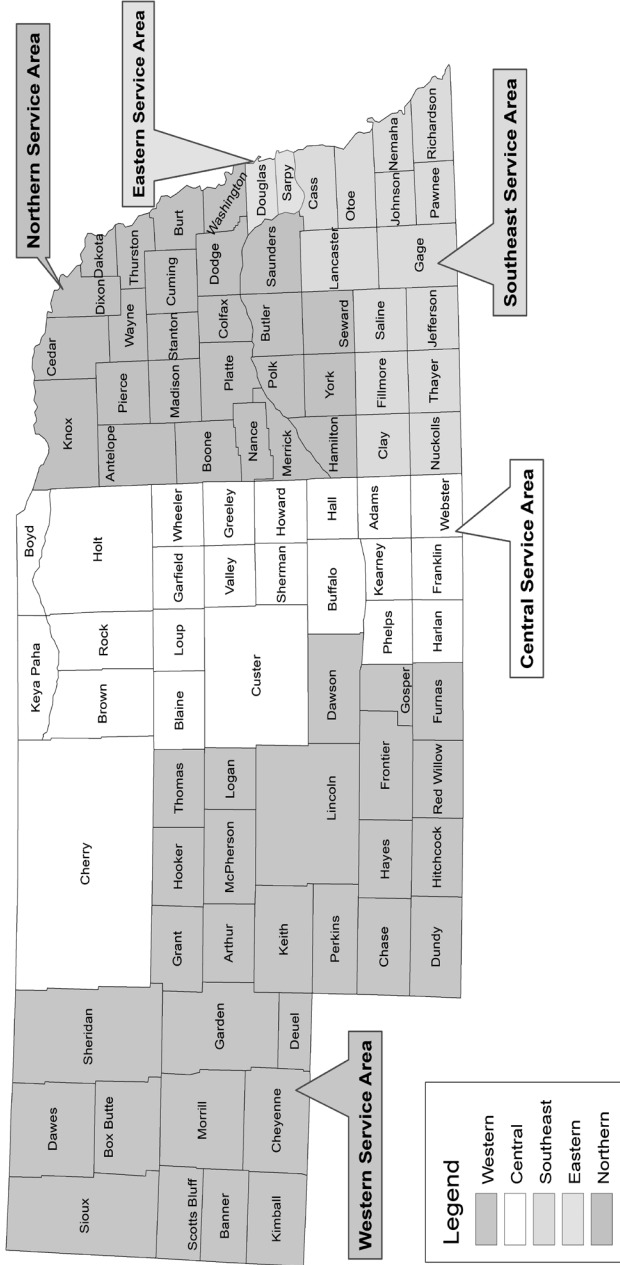 Northern Service Area
Eastern Service Area
Southeast Service Area
Central Service Area
Western Service Area
Sioux
Dawes
Box Butte
Sheridan
Scotts Bluff
Banner
Kimball
Morrill
Cheyenne
Garden
Deuel
Cherry
Grant
Hooker
Thomas
Arthur
McPherson
Logan
Keith
Lincoln
Perkins
Dawson
Chase
Hayes
Frontier
Gosper
Dundy
Hitchcock
Red Willow
Furnas
Keya Paha
Boyd
Brown
Rock
Holt
Blaine
Loup
Garfield
Wheeler
Custer
Valley
Greeley
Sherman
Howard
Buffalo
Hall
Phelps
Kearney
Adams
Harlan
Franklin
Webster
Knox
Cedar
Dixon
Dakota
Antelope
Pierce
Wayne
Thurston
Boone
Madison
Stanton
Cuming
Burt
Nance
Platte
Colfax
Dodge
Washington
Merrick
Polk
Butler
Saunders
Douglas
Sarpy
Hamilton
York
Seward
Lancaster
Cass
Otoe
Clay
Fillmore
Saline
Gage
Johnson
Nemaha
Nuckolls
Thayer
Jefferson
Pawnee
Richardson
Legend
Western
Central
Southeast
Eastern
Northern